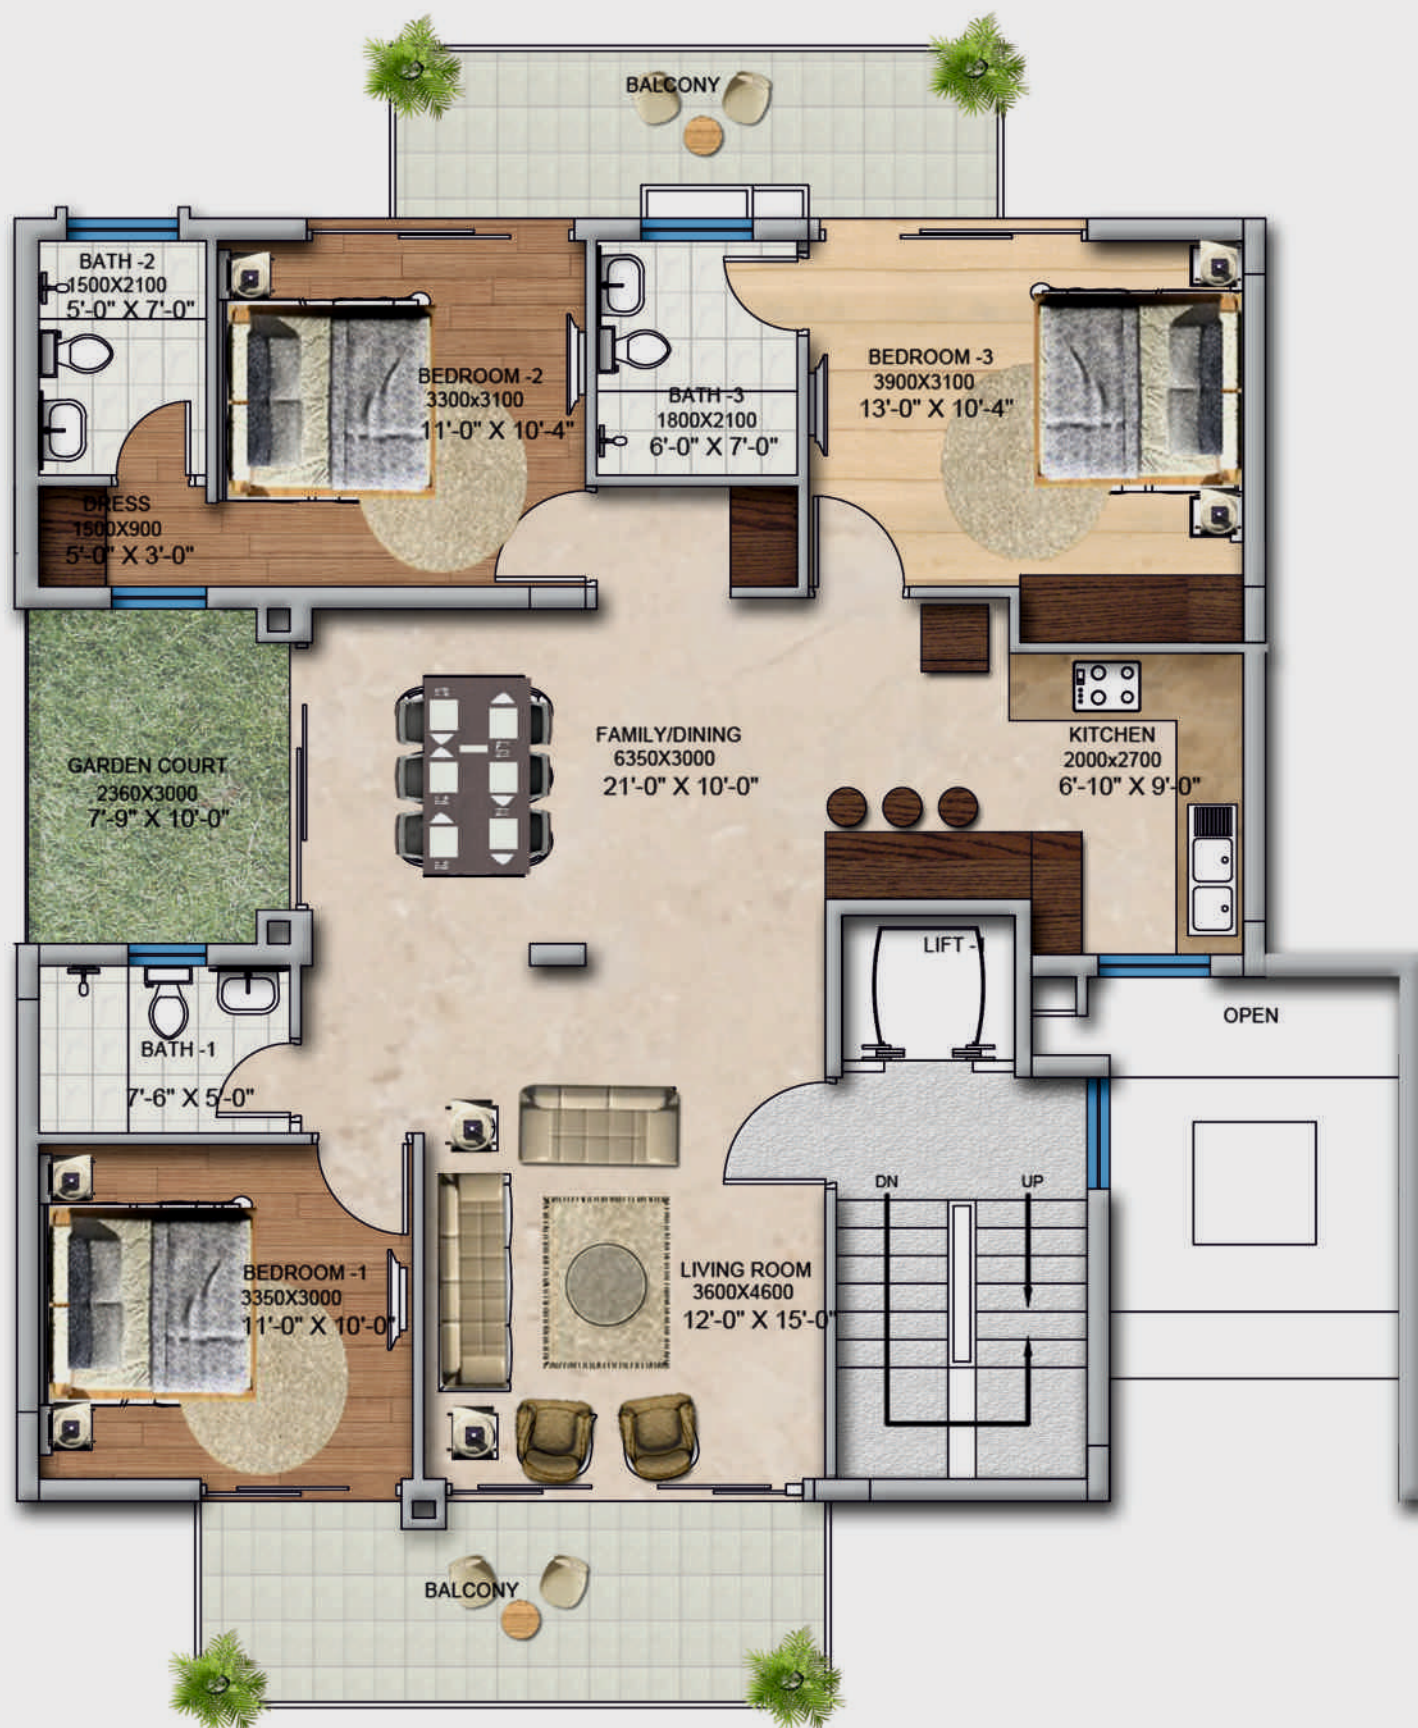 BALCONY
BATH -2
1500X2100
5'-0" X 7'-0"
BEDROOM -2
3300x3100
11'-0" X 10'-4"
BATH -3
1800X2100
6'-0" X 7'-0"
BEDROOM -3
3900X3100
13'-0" X 10'-4"
DRESS
1500X900
5'-0" X 3'-0"
GARDEN COURT
2360X3000
7'-9" X 10'-0"
FAMILY/DINING
6350X3000
21'-0" X 10'-0"
KITCHEN
2000x2700
6'-10" X 9'-0"
LIFT -1
OPEN
BATH -1
7'-6" X 5'-0"
DN
UP
BEDROOM -1
3350X3000
11'-0" X 10'-0"
LIVING ROOM
3600X4600
12'-0" X 15'-0"
BALCONY